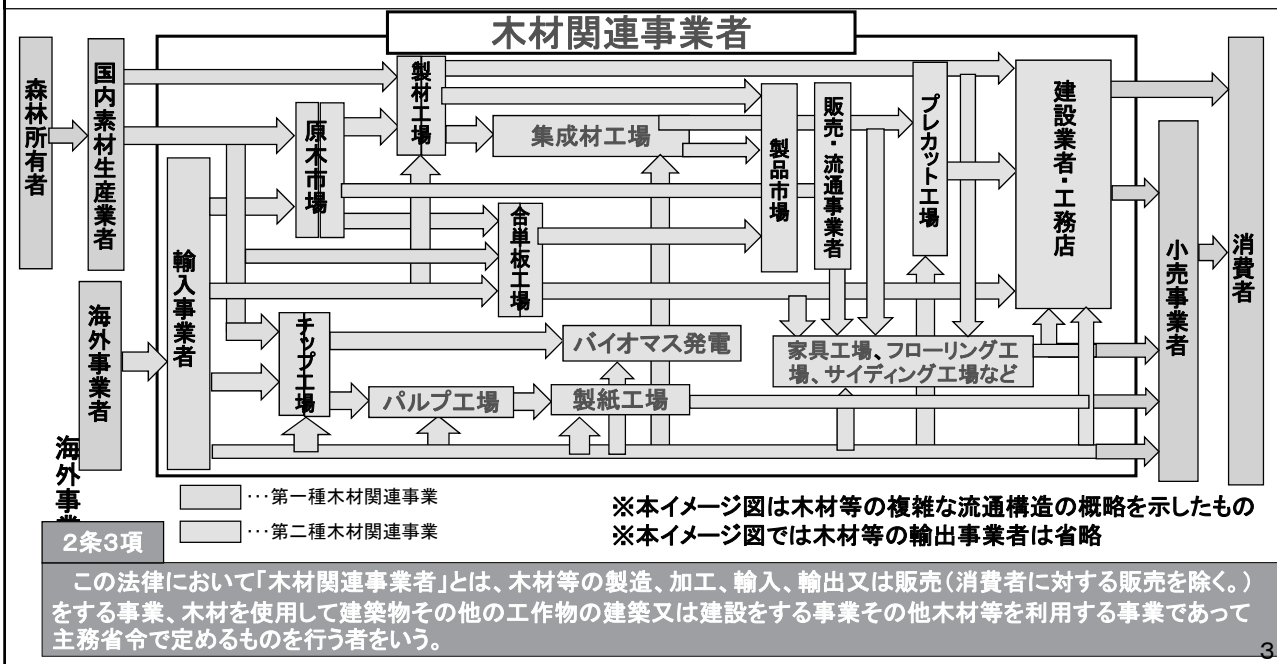 木材関連事業者
森林所有者
国内素材生産業者
海外事業者
海外事業
輸入事業者
原木市場
製材工場
集成材工場
合単板工場
チップ工場
パルプ工場
製紙工場
バイオマス発電
製品市場
販売・流通事業者
プレカット工場
家具工場、フローリング工
場、サイディング工場など
建設業者・工務店
小売事業者
消費者
…第一種木材関連事業
…第二種木材関連事業
※本イメージ図は木材等の複雑な流通構造の概略を示したもの
※本イメージ図では木材等の輸出事業者は省略
2条3項
この法律において「木材関連事業者」とは、木材等の製造、加工、輸入、輸出又は販売(消費者に対する販売を除く。)
をする事業、木材を使用して建築物その他の工作物の建築又は建設をする事業その他木材等を利用する事業であって
主務省令で定めるものを行う者をいう。
3